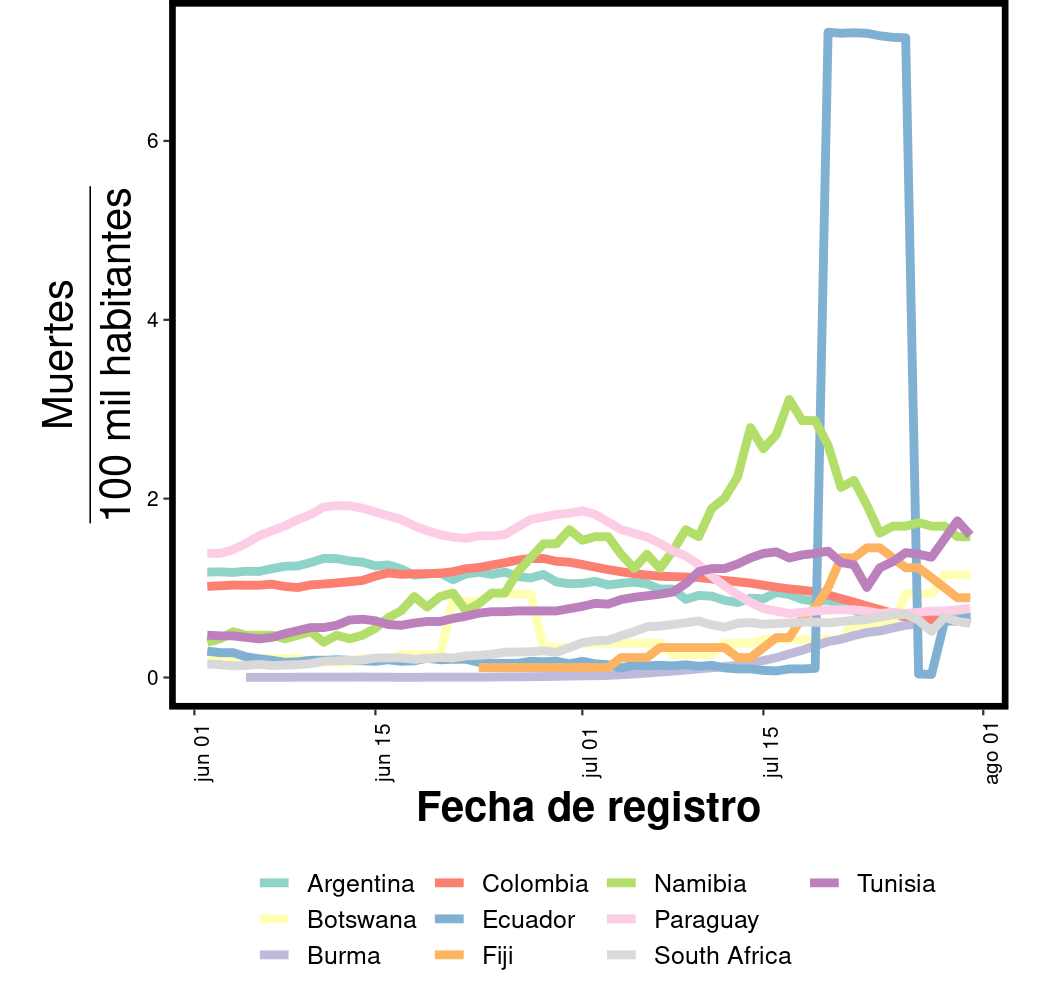 Muertes
100 mil habitantes
6
4
2
0
jun 01
jun 15
jul 01
jul 15
ago 01
Fecha de registro
Argentina Colombia Namibia Tunisia
Botswana Ecuador Paraguay
Burma Fiji South Africa